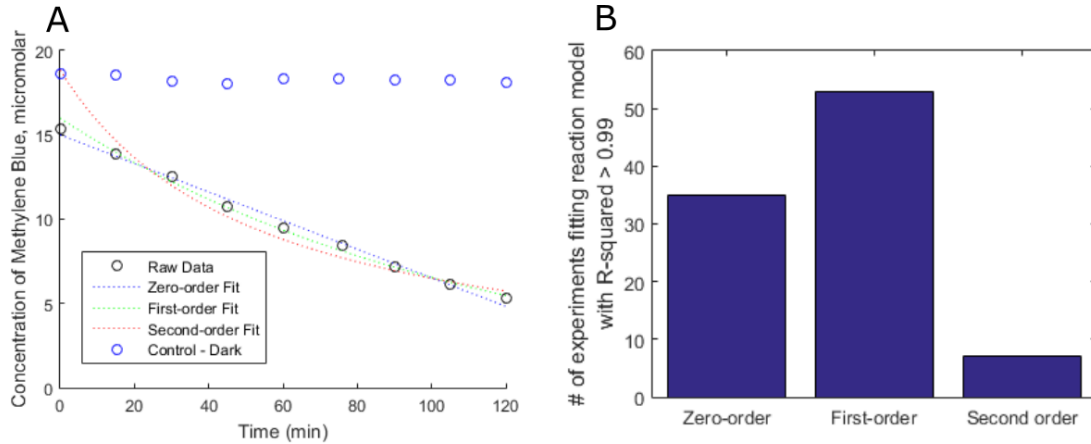 A
Concentration of Methylene Blue, micromolar
20
15
10
5
0
Raw Data
Zero-order Fit
First-order Fit
Second-order Fit
Control - Dark
0 20 40 60 80 100 120
Time (min)
B
# of experiments fitting reaction model
with R-squared > 0.99
60
50
40
30
20
10
0
Zero-order First-order Second order